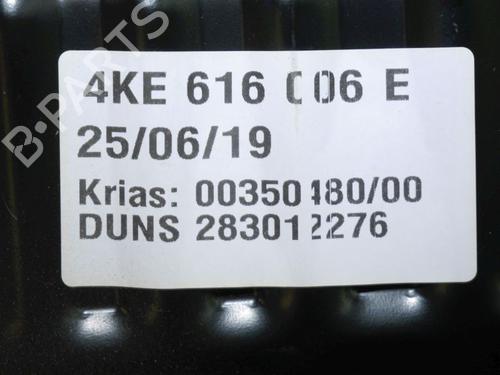 B-PARTS
4KE 616 006 E
25/06/19
Krias: 00350480/00
DUNS 283012276